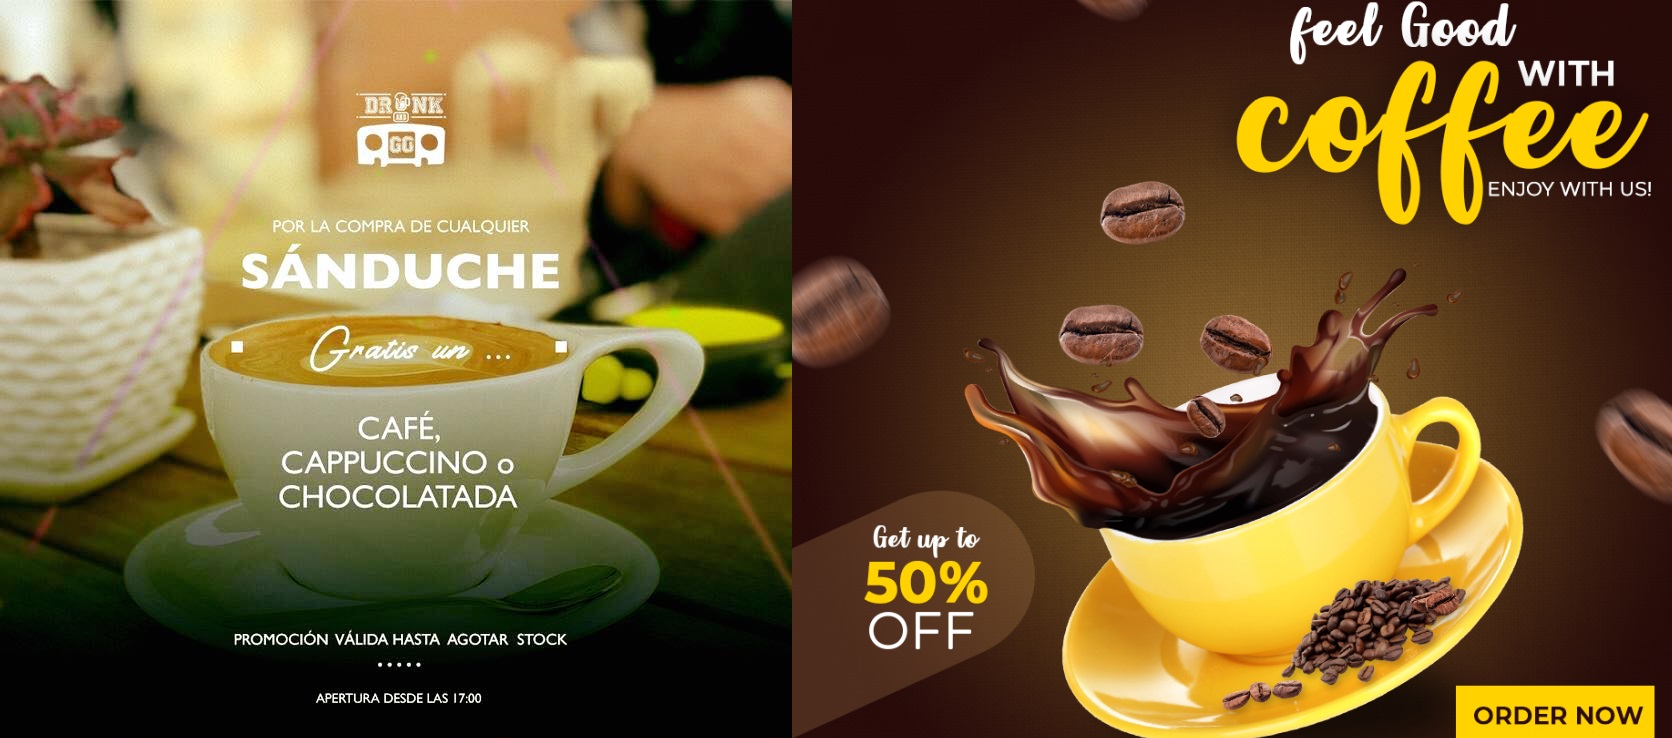 DRINK
AND
GO
POR LA COMPRA DE CUALQUIER
SÁNDUCHE
Gratis un ...
CAFÉ,
CAPPUCCINO o
CHOCOLATADA
PROMOCIÓN VÁLIDA HASTA AGOTAR STOCK
.....
APERTURA DESDE LAS 17:00
feel Good
WITH
coffee
ENJOY WITH US!
Get up to
50%
OFF
ORDER NOW